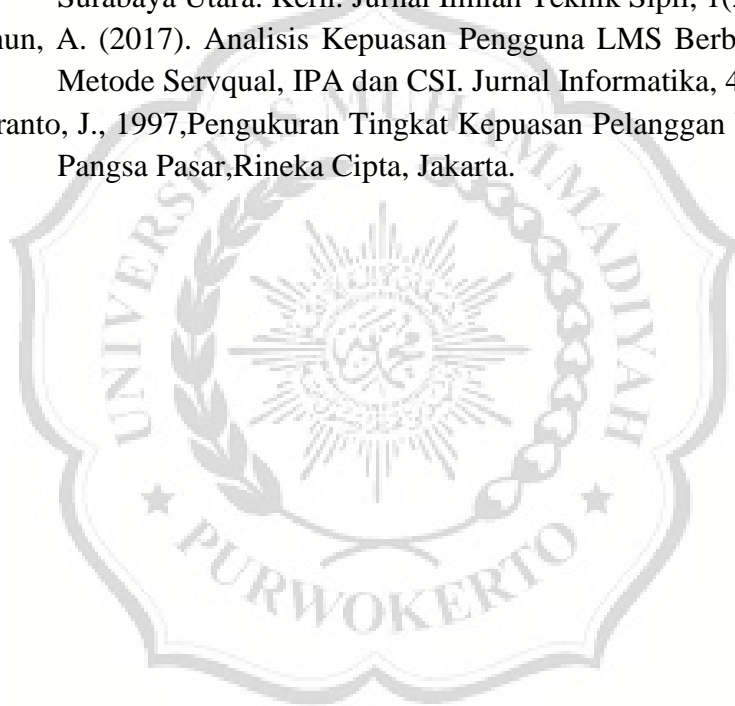 Surabaya Utara. Kern: Jurnal Ilmiah Teknik Sipil, 1(
un, A. (2017). Analisis Kepuasan Pengguna LMS Berb
Metode Servqual, IPA dan CSI. Jurnal Informatika, 4
ranto, J., 1997,Pengukuran Tingkat Kepuasan Pelanggan
Pangsa Pasar,Rineka Cipta, Jakarta.
UNIVERSITAS MUHAMMADIYAH
PURWOKERTO